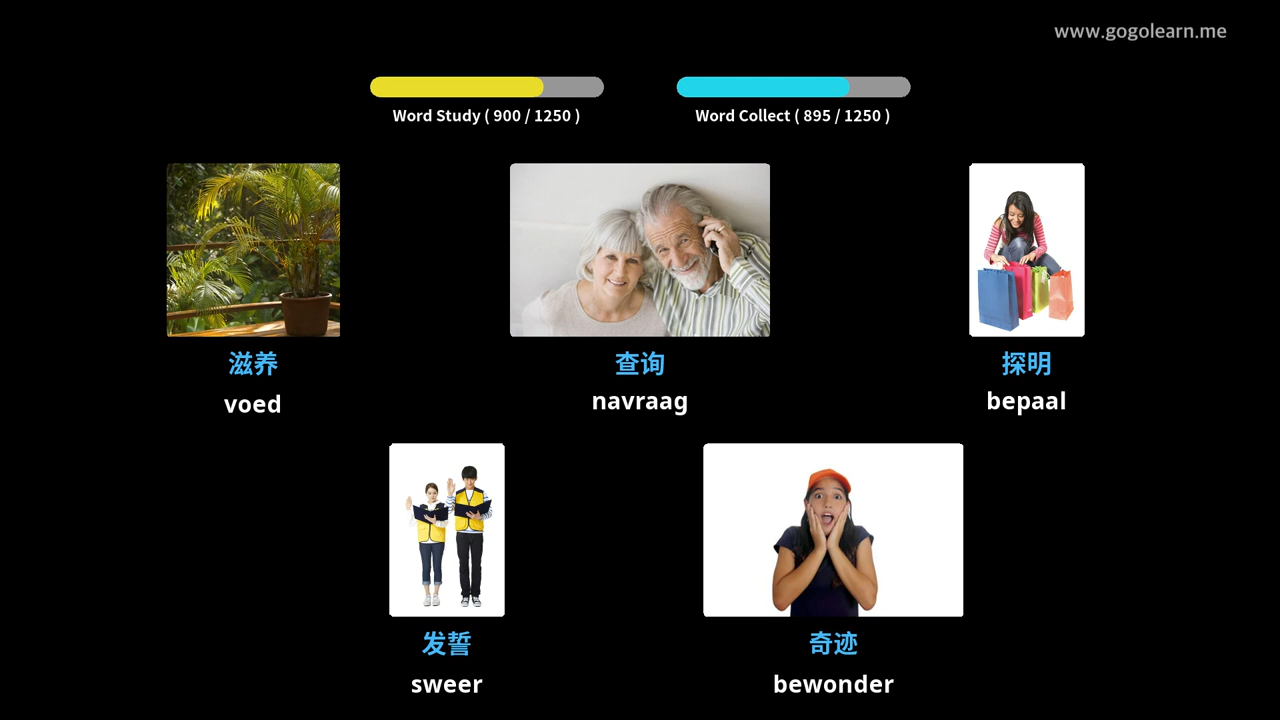 www.gogolearn.me
Word Study ( 900 / 1250 )
Word Collect ( 895 / 1250 )
滋养
查询
探明
voed
navraag
bepaal
发誓
奇迹
sweer
bewonder